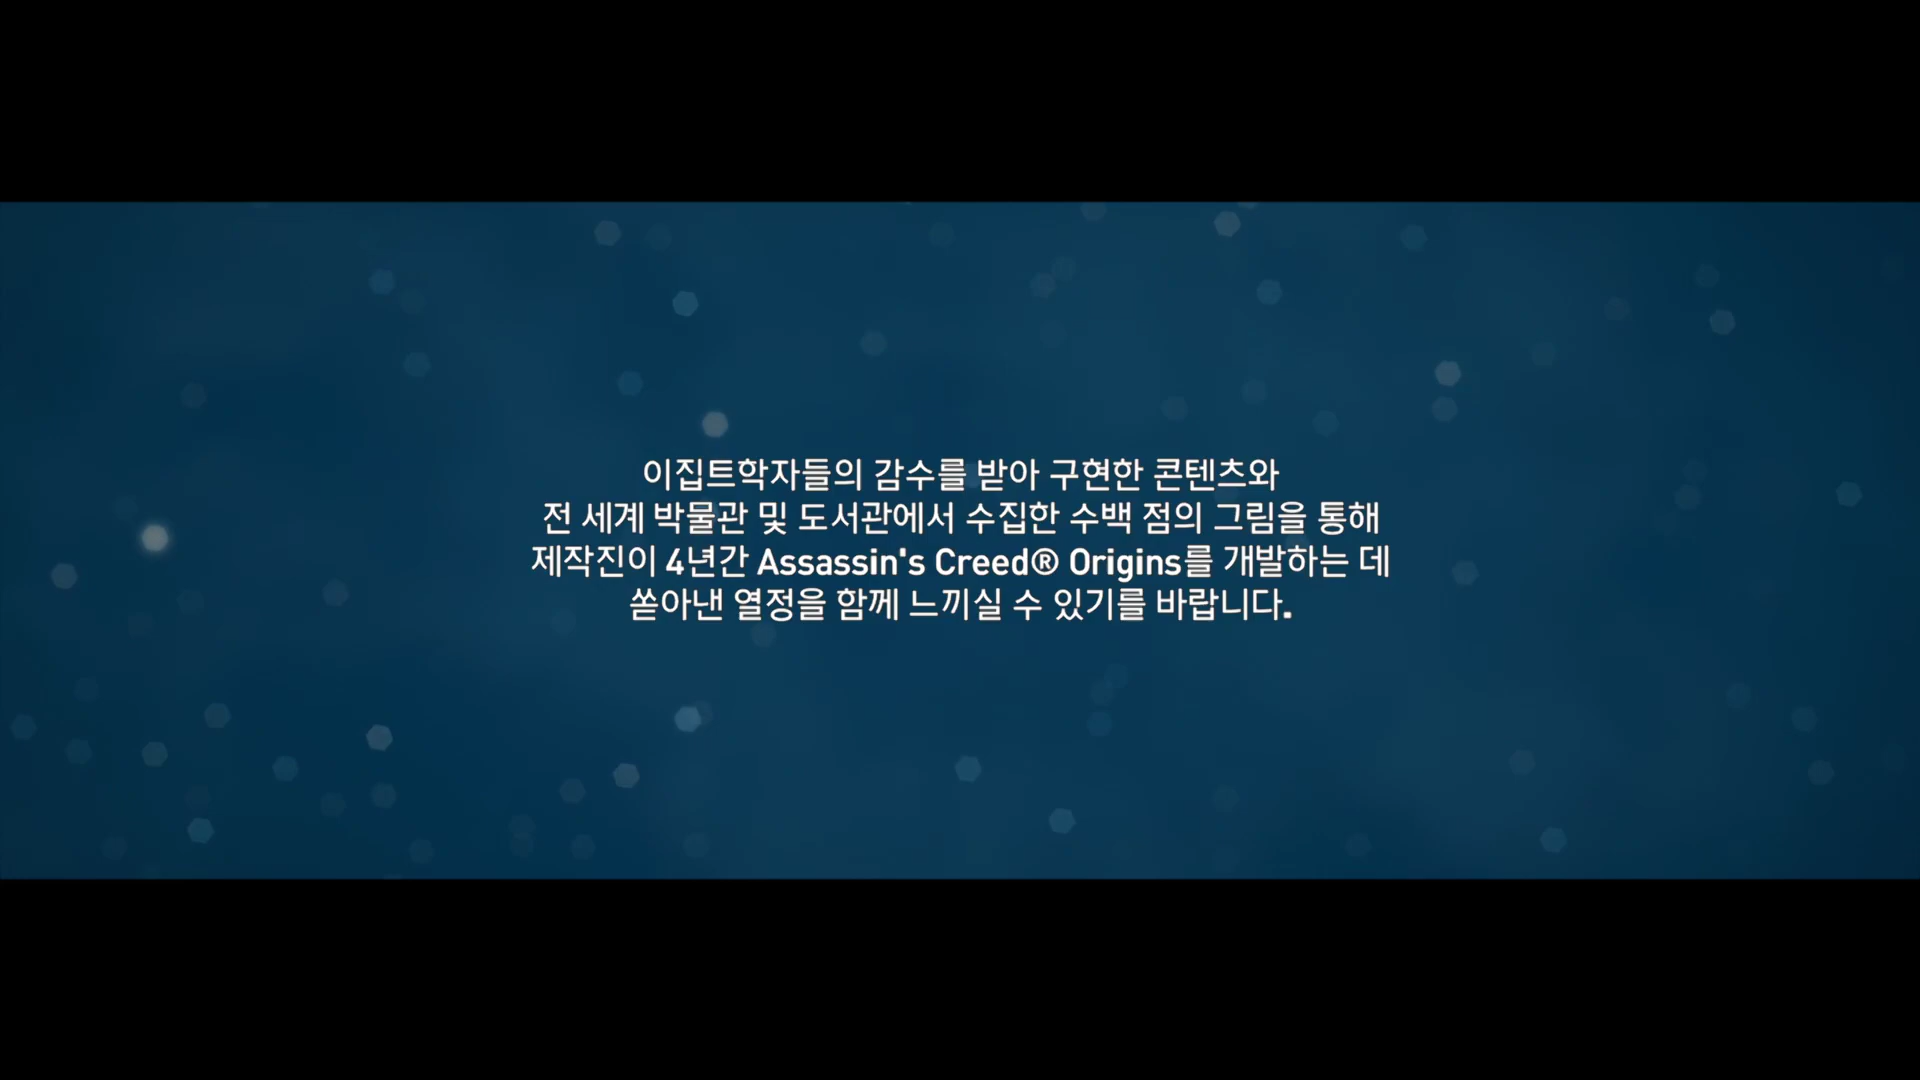 이집트학자들의 감수를 받아 구현한 콘텐츠와
전 세계 박물관 및 도서관에서 수집한 수백 점의 그림을 통해
제작진이 4년간 Assassin's Creed® Origins를 개발하는 데
쏟아낸 열정을 함께 느끼실 수 있기를 바랍니다.